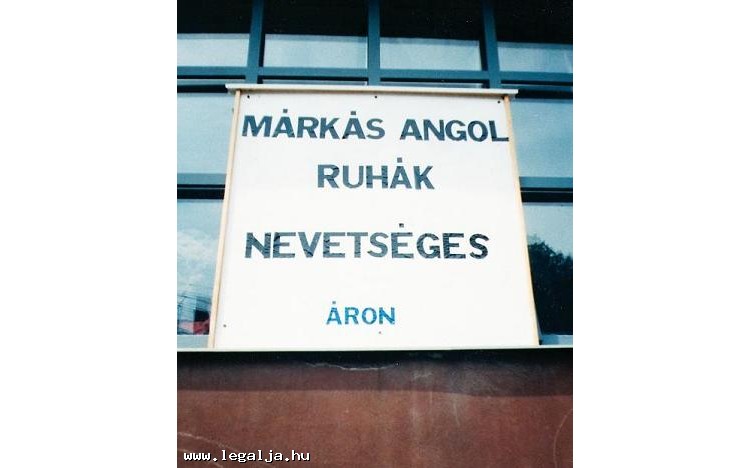 MÁRKÁS ANGOL
RUHÁK
NEVETSÉGES
ÁRON
www.legalja.hu